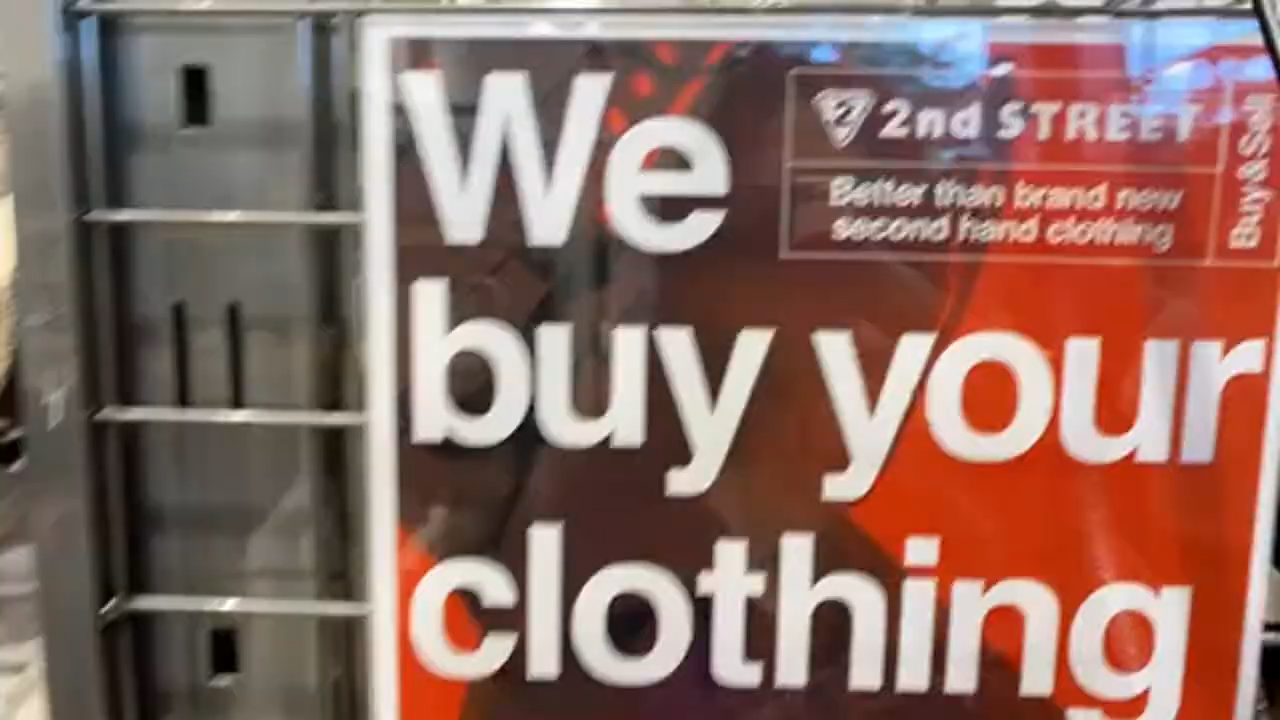 We
buy your
clothing
2nd STREET
Better than brand new
second hand clothing
Buy&Sell